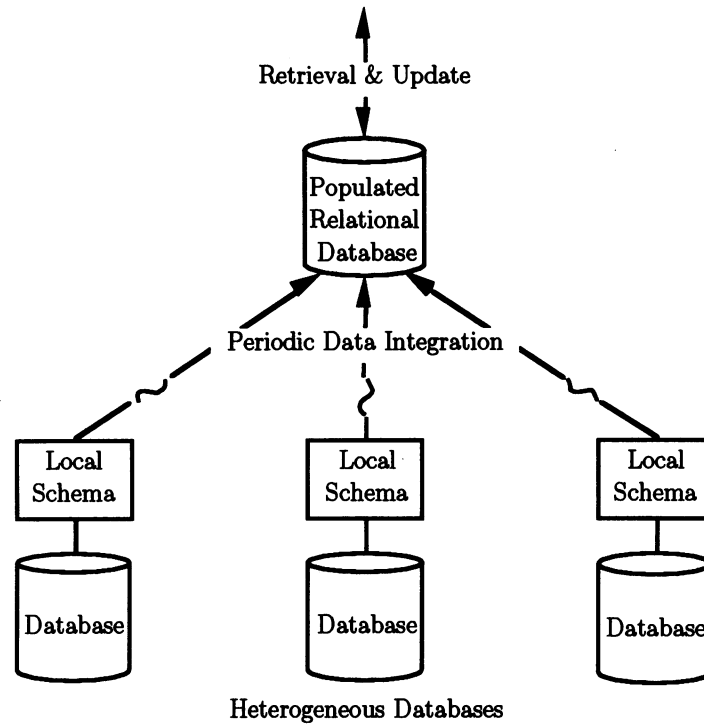 Retrieval & Update
Populated
Relational
Database
Periodic Data Integration
Local
Schema
Local
Schema
Local
Schema
Database
Database
Database
Heterogeneous Databases